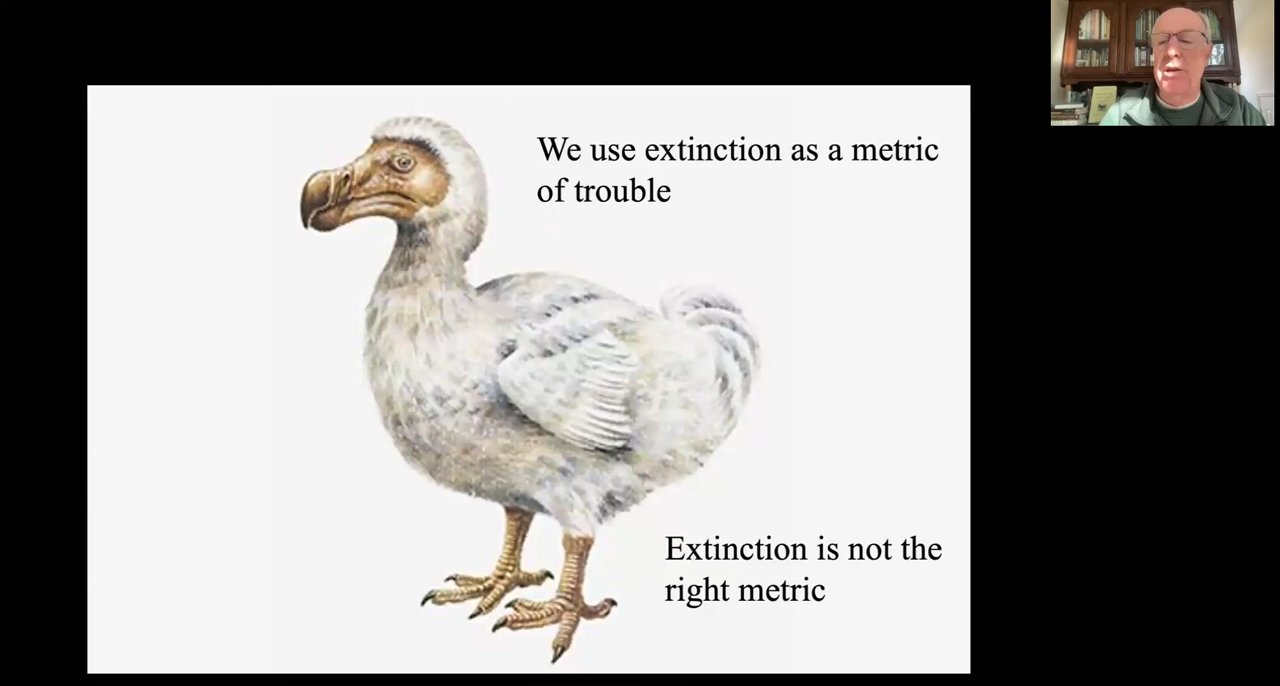 We use extinction as a metric
of trouble
Extinction is not the
right metric